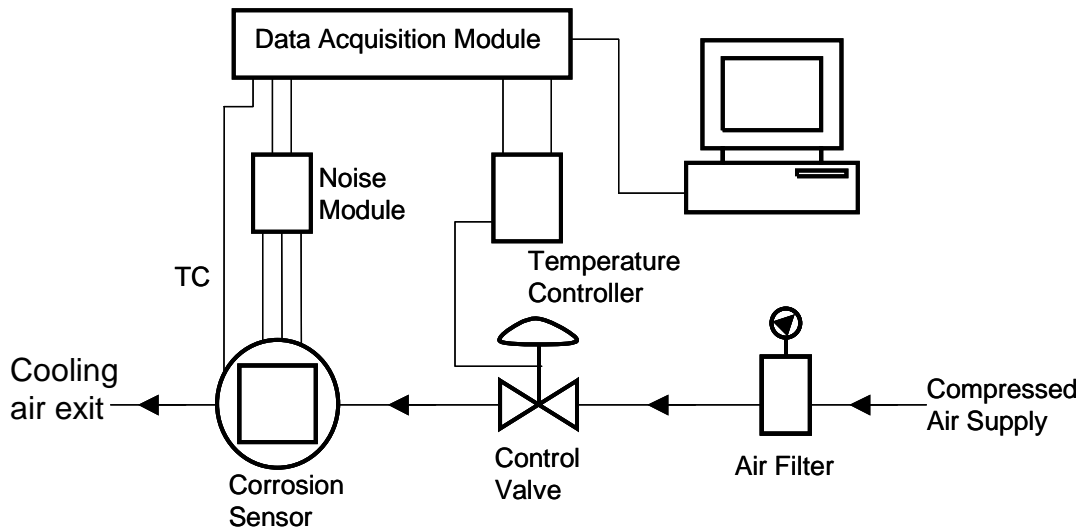 Data Acquisition Module
Noise
Module
TC
Temperature
Controller
Cooling
air exit
Compressed
Air Supply
Corrosion
Sensor
Control
Valve
Air Filter